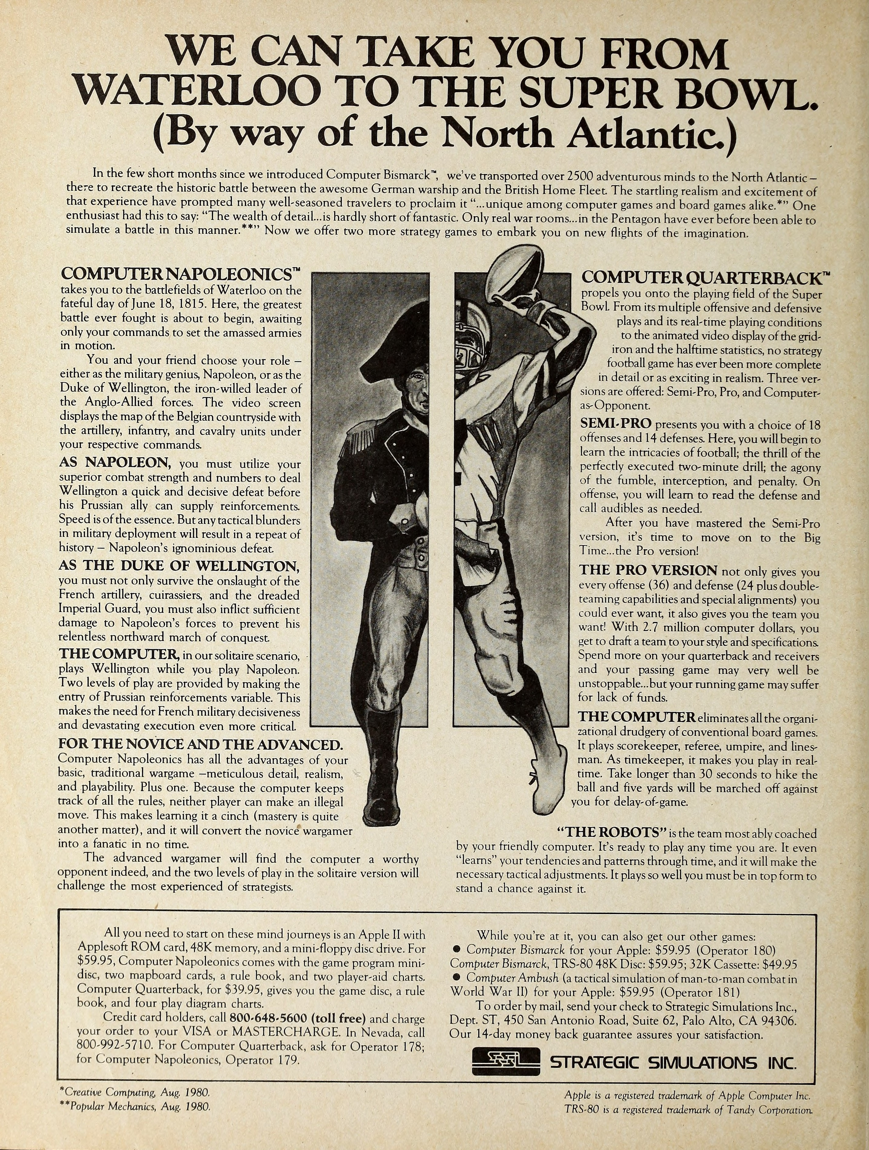 WE CAN TAKE YOU FROM
WATERLOO TO THE SUPER BOWL.
(By way of the North Atlantic.)
In the few short months since we introduced Computer Bismarck™, we've transported over 2500 adventurous minds to the North Atlantic —
there to recreate the historic battle between the awesome German warship and the British Home Fleet. The startling realism and excitement of
that experience have prompted many well-seasoned travelers to proclaim it “...unique among computer games and board games alike.*” One
enthusiast had this to say: “The wealth of detail...is hardly short of fantastic. Only real war rooms...in the Pentagon have ever before been able to
simulate a battle in this manner.**” Now we offer two more strategy games to embark you on new flights of the imagination.
COMPUTER NAPOLEONICS™
takes you to the battlefields of Waterloo on the
fateful day of June 18, 1815. Here, the greatest
battle ever fought is about to begin, awaiting
only your commands to set the amassed armies
in motion.
You and your friend choose your role —
either as the military genius, Napoleon, or as the
Duke of Wellington, the iron-willed leader of
the Anglo-Allied forces. The video screen
displays the map of the Belgian countryside with
the artillery, infantry, and cavalry units under
your respective commands.
AS NAPOLEON, you must utilize your
superior combat strength and numbers to deal
Wellington a quick and decisive defeat before
his Prussian ally can supply reinforcements.
Speed is of the essence. But any tactical blunders
in military deployment will result in a repeat of
history — Napoleon's ignominious defeat.
AS THE DUKE OF WELLINGTON,
you must not only survive the onslaught of the
French artillery, cuirassiers, and the dreaded
Imperial Guard, you must also inflict sufficient
damage to Napoleon's forces to prevent his
relentless northward march of conquest.
THE COMPUTER, in our solitaire scenario,
plays Wellington while you play Napoleon.
Two levels of play are provided by making the
entry of Prussian reinforcements variable. This
makes the need for French military decisiveness
and devastating execution even more critical.
FOR THE NOVICE AND THE ADVANCED.
Computer Napoleonics has all the advantages of your
basic, traditional wargame —meticulous detail, realism,
and playability. Plus one. Because the computer keeps
track of all the rules, neither player can make an illegal
move. This makes learning it a cinch (mastery is quite
another matter), and it will convert the novice wargamer
into a fanatic in no time.
The advanced wargamer will find the computer a worthy
opponent indeed, and the two levels of play in the solitaire version will
challenge the most experienced of strategists.
COMPUTER QUARTERBACK™
propels you onto the playing field of the Super
Bowl. From its multiple offensive and defensive
plays and its real-time playing conditions
to the animated video display of the grid-
iron and the halftime statistics, no strategy
football game has ever been more complete
in detail or as exciting in realism. Three ver-
sions are offered: Semi-Pro, Pro, and Computer-
as-Opponent.
SEMI-PRO presents you with a choice of 18
offenses and 14 defenses. Here, you will begin to
learn the intricacies of football; the thrill of the
perfectly executed two-minute drill; the agony
of the fumble, interception, and penalty. On
offense, you will learn to read the defense and
call audibles as needed.
After you have mastered the Semi-Pro
version, it's time to move on to the Big
Time...the Pro version!
THE PRO VERSION not only gives you
every offense (36) and defense (24 plus double-
teaming capabilities and special alignments) you
could ever want, it also gives you the team you
want! With 2.7 million computer dollars, you
get to draft a team to your style and specifications.
Spend more on your quarterback and receivers
and your passing game may very well be
unstoppable...but your running game may suffer
for lack of funds.
THE COMPUTER eliminates all the organi-
zational drudgery of conventional board games.
It plays scorekeeper, referee, umpire, and lines-
man. As timekeeper, it makes you play in real-
time. Take longer than 30 seconds to hike the
ball and five yards will be marched off against
you for delay-of-game.
“THE ROBOTS” is the team most ably coached
by your friendly computer. It's ready to play any time you are. It even
“learns” your tendencies and patterns through time, and it will make the
necessary tactical adjustments. It plays so well you must be in top form to
stand a chance against it.
All you need to start on these mind journeys is an Apple II with
Applesoft ROM card, 48K memory, and a mini-floppy disc drive. For
$59.95, Computer Napoleonics comes with the game program mini-
disc, two mapboard cards, a rule book, and two player-aid charts.
Computer Quarterback, for $39.95, gives you the game disc, a rule
book, and four play diagram charts.
Credit card holders, call 800-648-5600 (toll free) and charge
your order to your VISA or MASTERCHARGE. In Nevada, call
800-992-5710. For Computer Quarterback, ask for Operator 178;
for Computer Napoleonics, Operator 179.
While you're at it, you can also get our other games:
● Computer Bismarck for your Apple: $59.95 (Operator 180)
Computer Bismarck, TRS-80 48K Disc: $59.95; 32K Cassette: $49.95
● Computer Ambush (a tactical simulation of man-to-man combat in
World War II) for your Apple: $59.95 (Operator 181)
To order by mail, send your check to Strategic Simulations Inc.,
Dept. ST, 450 San Antonio Road, Suite 62, Palo Alto, CA 94306.
Our 14-day money back guarantee assures your satisfaction.
SSI STRATEGIC SIMULATIONS INC.
*Creative Computing, Aug. 1980.
**Popular Mechanics, Aug. 1980.
Apple is a registered trademark of Apple Computer Inc.
TRS-80 is a registered trademark of Tandy Corporation.